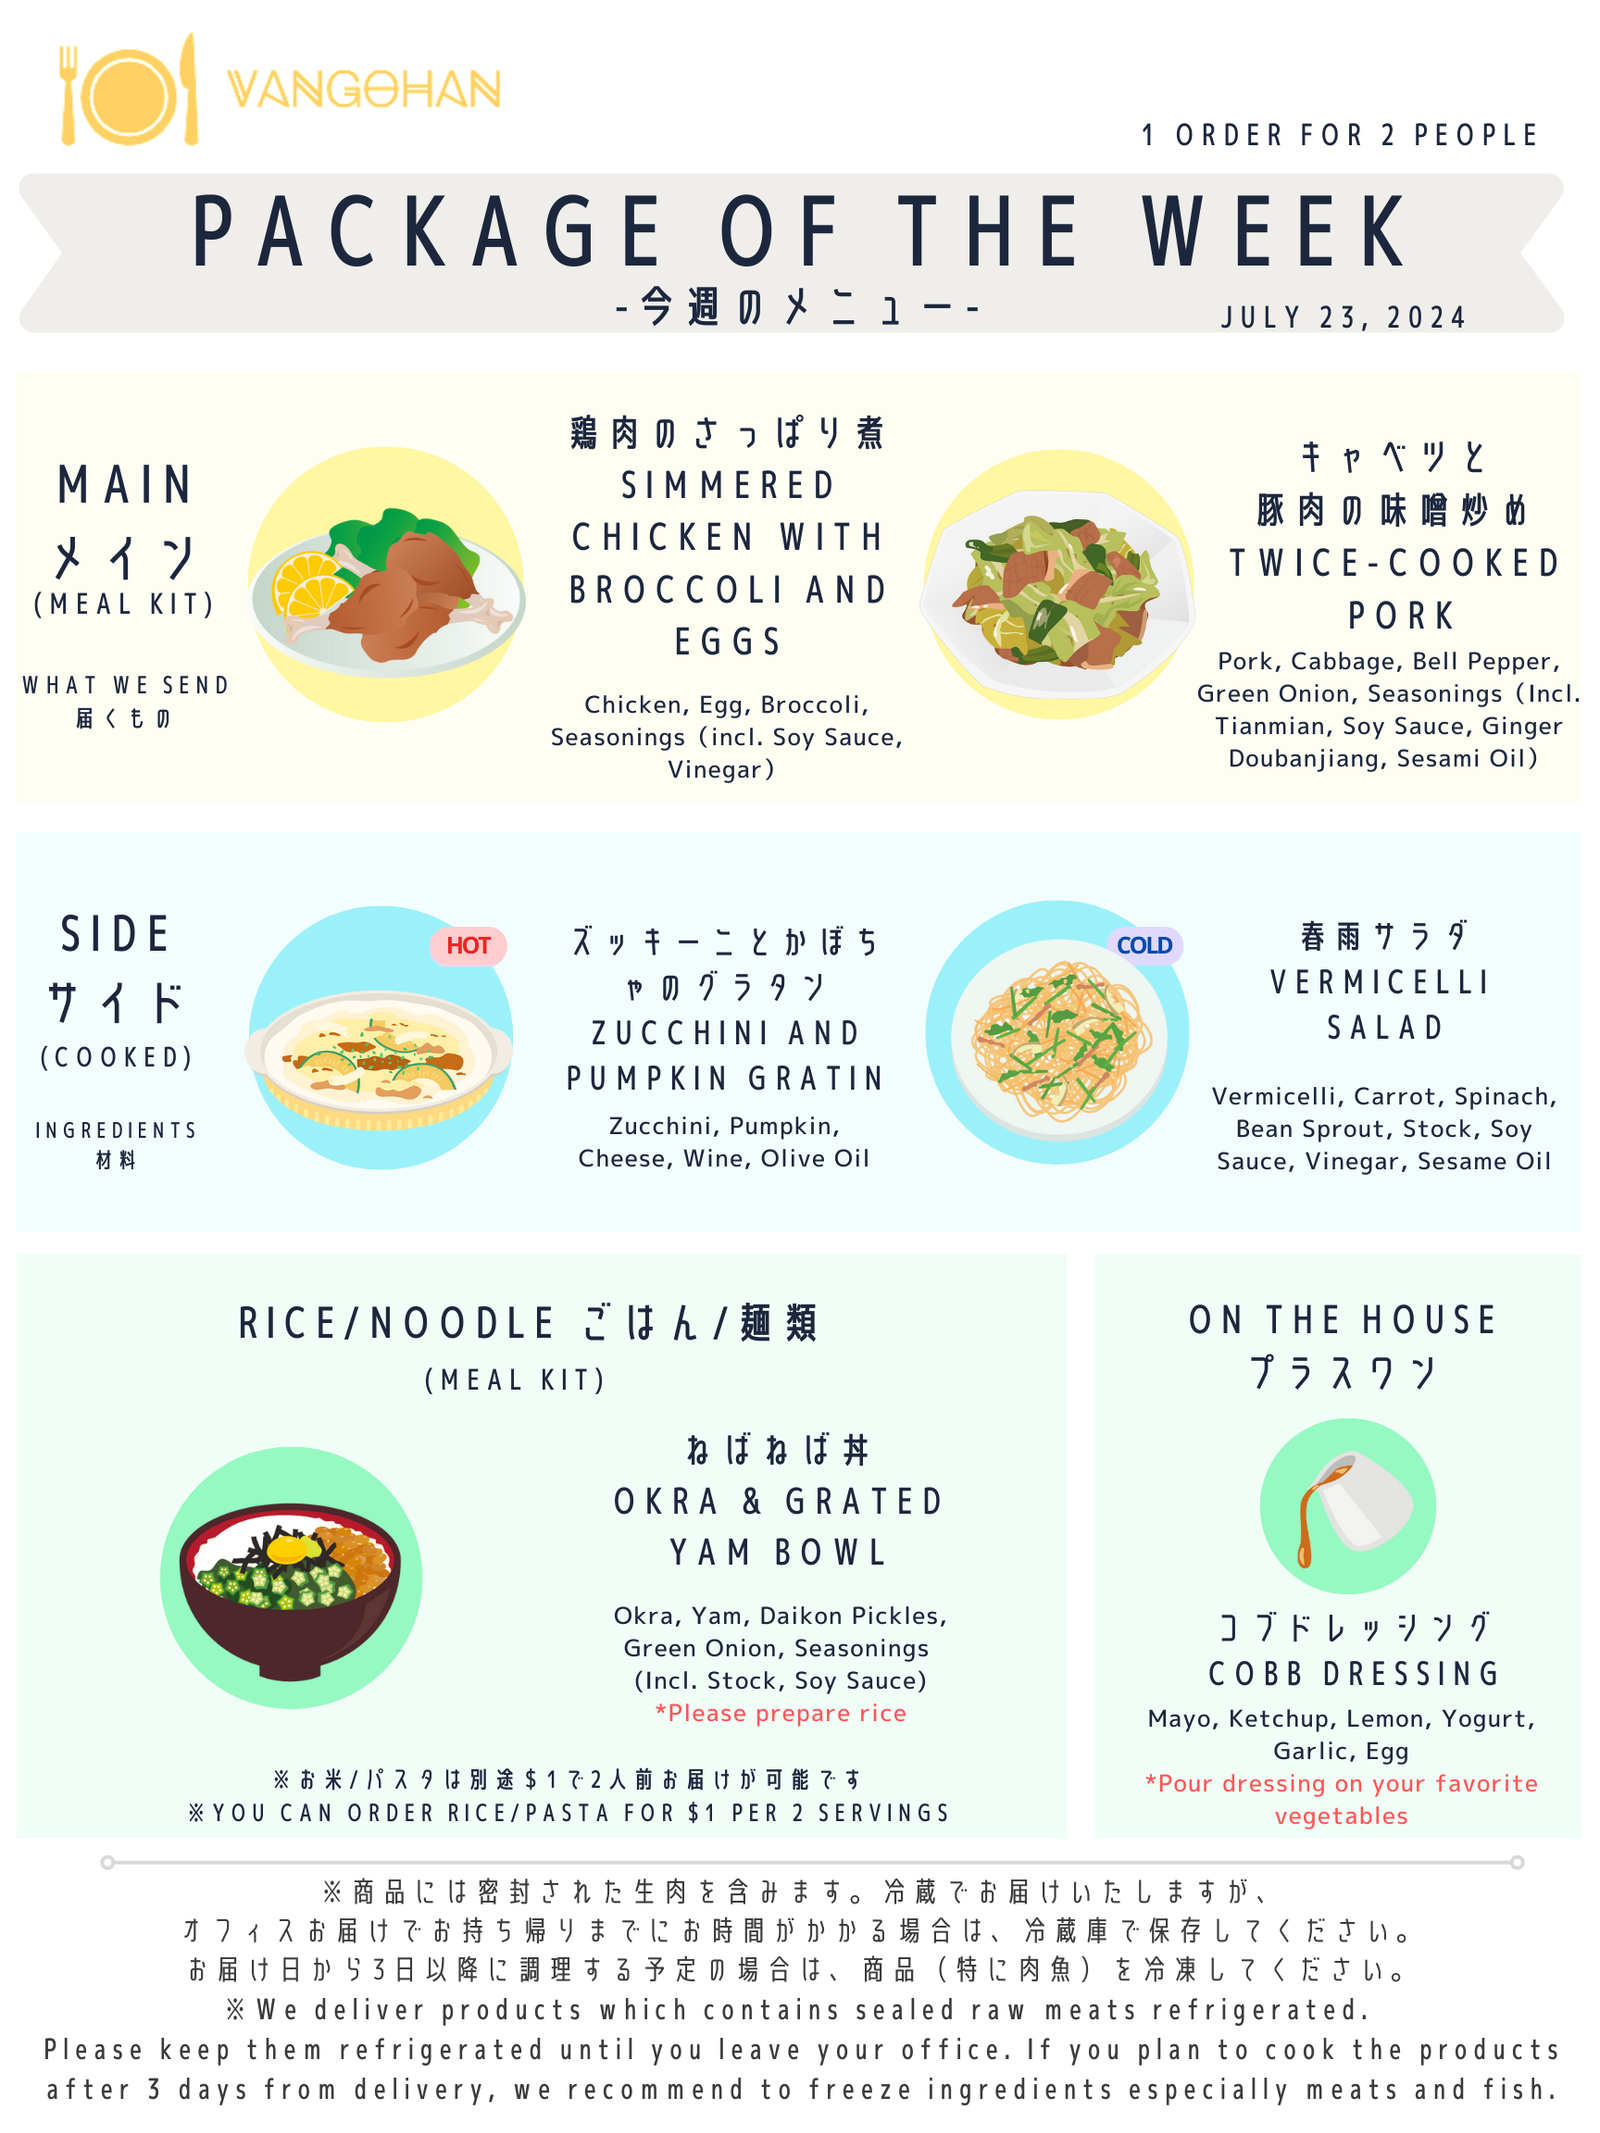 VANGOHAN
1 ORDER FOR 2 PEOPLE
PACKAGE OF THE WEEK
-今週のメニュー-
JULY 23, 2024
MAIN
メイン
(MEAL KIT)
WHAT WE SEND
届くもの
鶏肉のさっぱり煮
SIMMERED
CHICKEN WITH
BROCCOLI AND
EGGS
Chicken, Egg, Broccoli,
Seasonings (incl. Soy Sauce,
Vinegar)
キャベツと
豚肉の味噌炒め
TWICE-COOKED
PORK
Pork, Cabbage, Bell Pepper,
Green Onion, Seasonings (Incl.
Tianmian, Soy Sauce, Ginger
Doubanjiang, Sesami Oil)
SIDE
サイド
(COOKED)
INGREDIENTS
材料
HOT
ズッキーニとかぼち
ゃのグラタン
ZUCCHINI AND
PUMPKIN GRATIN
Zucchini, Pumpkin,
Cheese, Wine, Olive Oil
COLD
春雨サラダ
VERMICELLI
SALAD
Vermicelli, Carrot, Spinach,
Bean Sprout, Stock, Soy
Sauce, Vinegar, Sesame Oil
RICE/NOODLE ごはん/麺類
(MEAL KIT)
ねばねば丼
OKRA & GRATED
YAM BOWL
Okra, Yam, Daikon Pickles,
Green Onion, Seasonings
(Incl. Stock, Soy Sauce)
*Please prepare rice
※お米/パスタは別途$1で2人前お届けが可能です
※YOU CAN ORDER RICE/PASTA FOR $1 PER 2 SERVINGS
ON THE HOUSE
プラスワン
コブドレッシング
COBB DRESSING
Mayo, Ketchup, Lemon, Yogurt,
Garlic, Egg
*Pour dressing on your favorite
vegetables
※商品には密封された生肉を含みます。冷蔵でお届けいたしますが、
オフィスお届けでお持ち帰りまでにお時間がかかる場合は、冷蔵庫で保存してください。
お届け日から3日以降に調理する予定の場合は、商品（特に肉魚）を冷凍してください。
※We deliver products which contains sealed raw meats refrigerated.
Please keep them refrigerated until you leave your office. If you plan to cook the products
after 3 days from delivery, we recommend to freeze ingredients especially meats and fish.